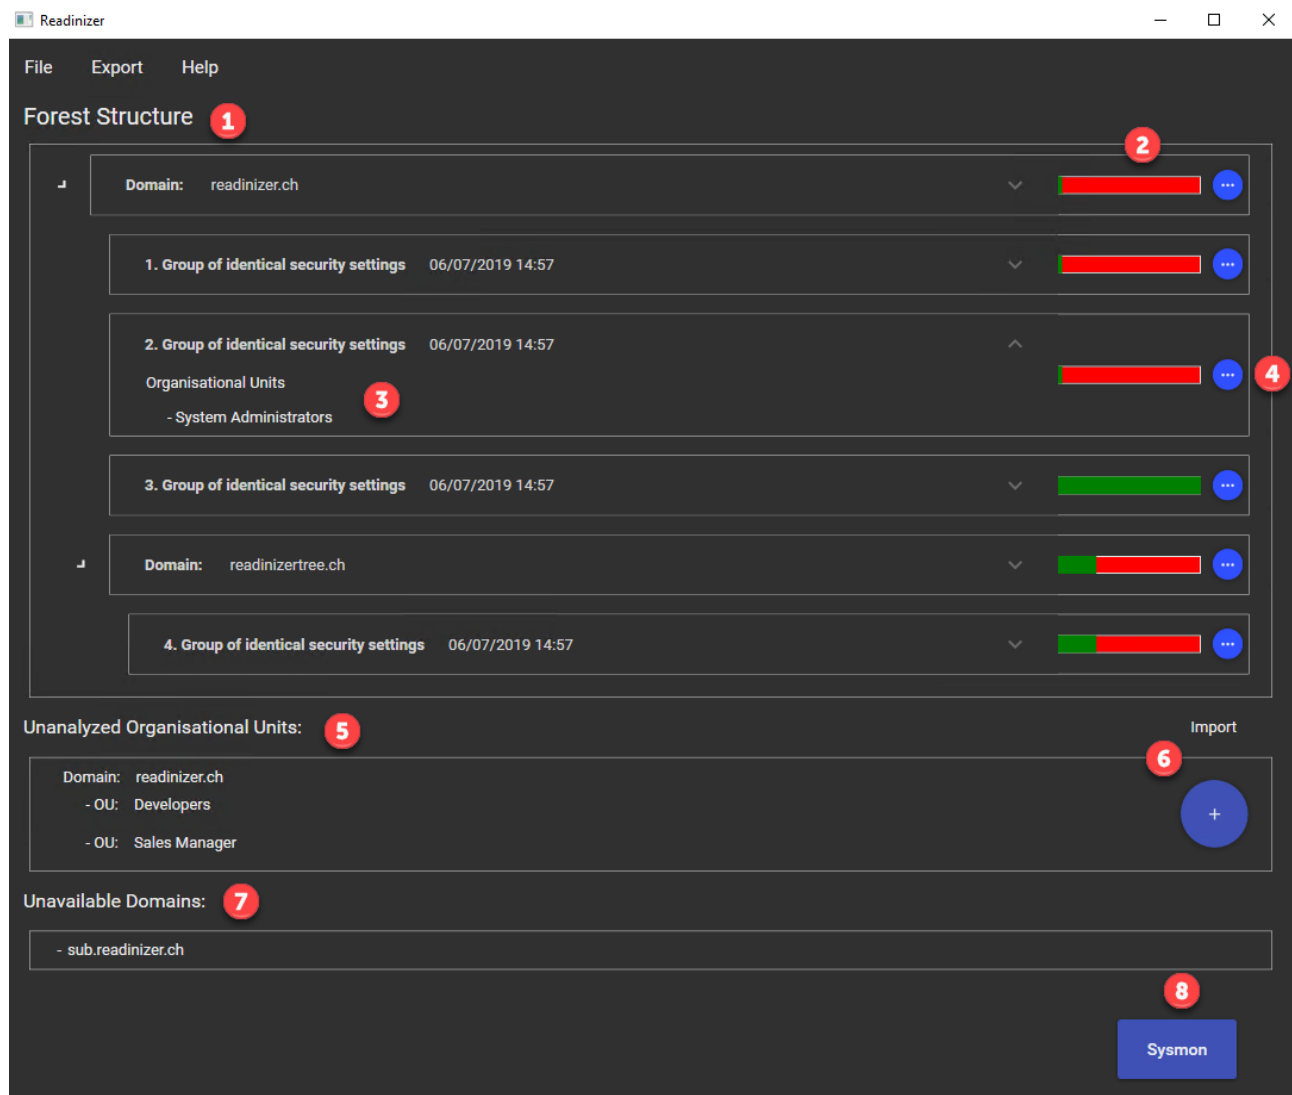 Readinizer
File Export Help
Forest Structure 1
2
Domain: readinizer.ch
1. Group of identical security settings 06/07/2019 14:57
2. Group of identical security settings 06/07/2019 14:57
Organisational Units
3
4
- System Administrators
3. Group of identical security settings 06/07/2019 14:57
Domain: readinizertree.ch
4. Group of identical security settings 06/07/2019 14:57
Unanalyzed Organisational Units: 5
Import
6
Domain: readinizer.ch
- OU: Developers
+
- OU: Sales Manager
Unavailable Domains: 7
- sub.readinizer.ch
8
Sysmon